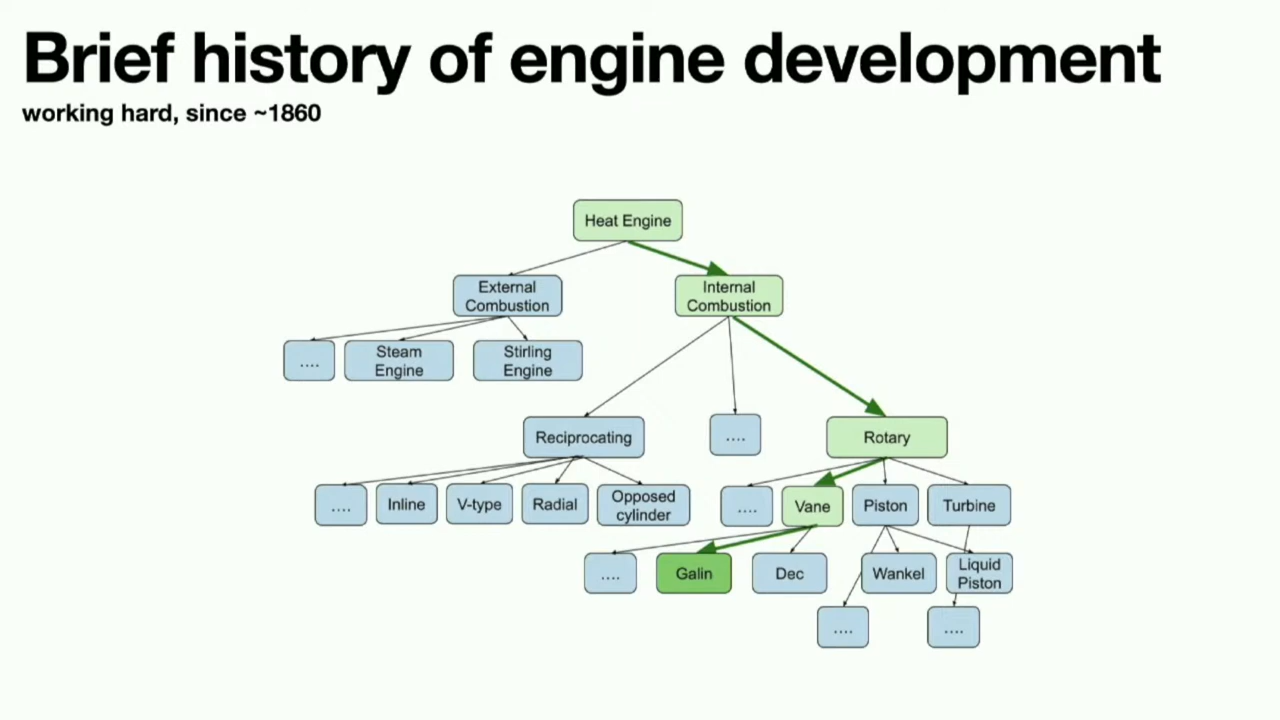 Brief history of engine development
working hard, since ~1860
Heat Engine
External
Combustion
Internal
Combustion
....
Steam
Engine
Stirling
Engine
Reciprocating
....
Rotary
....
Inline
V-type
Radial
Opposed
cylinder
....
Vane
Piston
Turbine
....
Galin
Dec
Wankel
Liquid
Piston
....
....